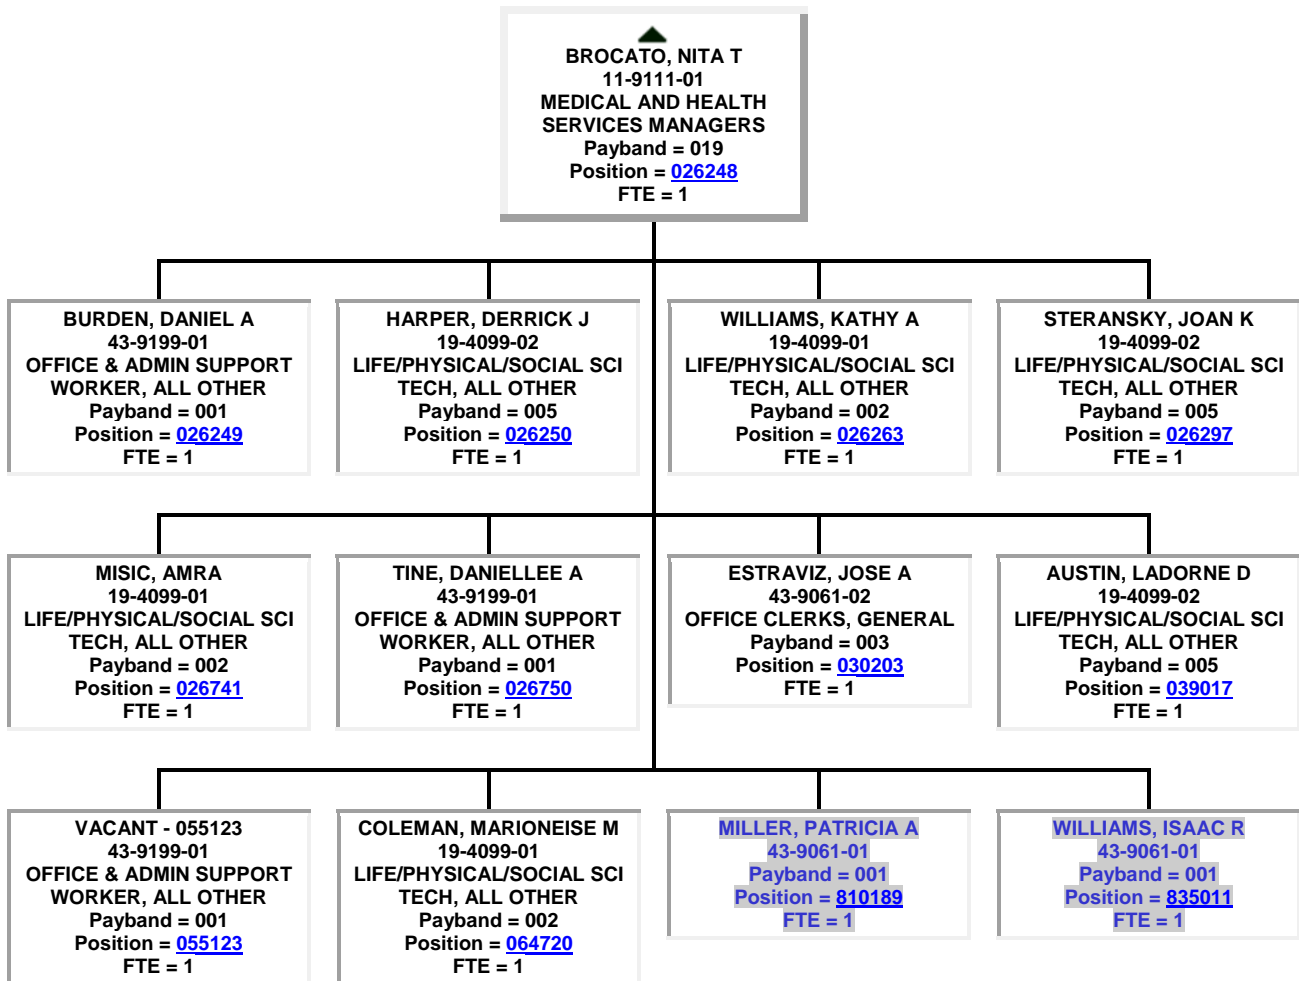 BROCATO, NITA T
11-9111-01
MEDICAL AND HEALTH
SERVICES MANAGERS
Payband = 019
Position = 026248
FTE = 1
BURDEN, DANIEL A
43-9199-01
OFFICE & ADMIN SUPPORT
WORKER, ALL OTHER
Payband = 001
Position = 026249
FTE = 1
HARPER, DERRICK J
19-4099-02
LIFE/PHYSICAL/SOCIAL SCI
TECH, ALL OTHER
Payband = 005
Position = 026250
FTE = 1
WILLIAMS, KATHY A
19-4099-01
LIFE/PHYSICAL/SOCIAL SCI
TECH, ALL OTHER
Payband = 002
Position = 026263
FTE = 1
STERANSKY, JOAN K
19-4099-02
LIFE/PHYSICAL/SOCIAL SCI
TECH, ALL OTHER
Payband = 005
Position = 026297
FTE = 1
MISIC, AMRA
19-4099-01
LIFE/PHYSICAL/SOCIAL SCI
TECH, ALL OTHER
Payband = 002
Position = 026741
FTE = 1
TINE, DANIELLEE A
43-9199-01
OFFICE & ADMIN SUPPORT
WORKER, ALL OTHER
Payband = 001
Position = 026750
FTE = 1
ESTRAVIZ, JOSE A
43-9061-02
OFFICE CLERKS, GENERAL
Payband = 003
Position = 030203
FTE = 1
AUSTIN, LADORNE D
19-4099-02
LIFE/PHYSICAL/SOCIAL SCI
TECH, ALL OTHER
Payband = 005
Position = 039017
FTE = 1
VACANT - 055123
43-9199-01
OFFICE & ADMIN SUPPORT
WORKER, ALL OTHER
Payband = 001
Position = 055123
FTE = 1
COLEMAN, MARIONEISE M
19-4099-01
LIFE/PHYSICAL/SOCIAL SCI
TECH, ALL OTHER
Payband = 002
Position = 064720
FTE = 1
MILLER, PATRICIA A
43-9061-01
Payband = 001
Position = 810189
FTE = 1
WILLIAMS, ISAAC R
43-9061-01
Payband = 001
Position = 835011
FTE = 1